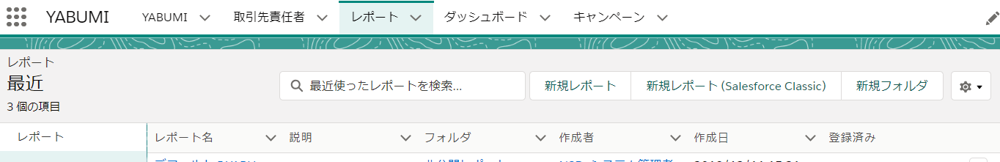 YABUMI YABUMI 取引先責任者 レポート ダッシュボード キャンペーン
レポート
最近
3 個の項目
最近使ったレポートを検索...
新規レポート 新規レポート (Salesforce Classic) 新規フォルダ
レポート
レポート名 説明 フォルダ 作成者 作成日 登録済み